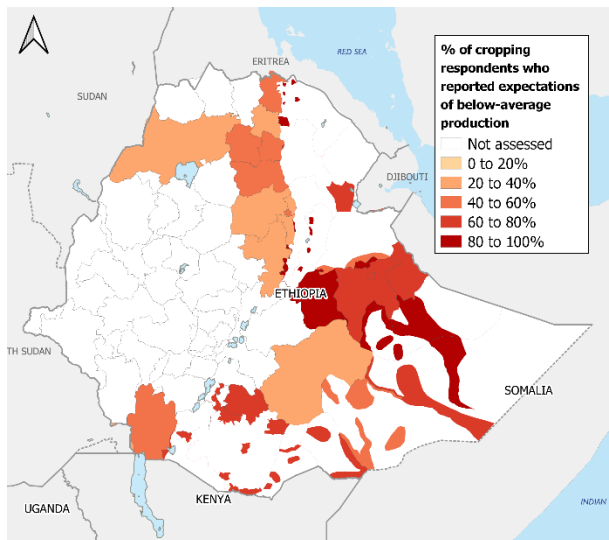 RED SEA
ERITREA
SUDAN
% of cropping
respondents who
reported expectations
of below-average
production
Not assessed
0 to 20%
20 to 40%
40 to 60%
60 to 80%
80 to 100%
DJIBOUTI
ETHIOPIA
TH SUDAN
SOMALIA
UGANDA
KENYA
INDIAN